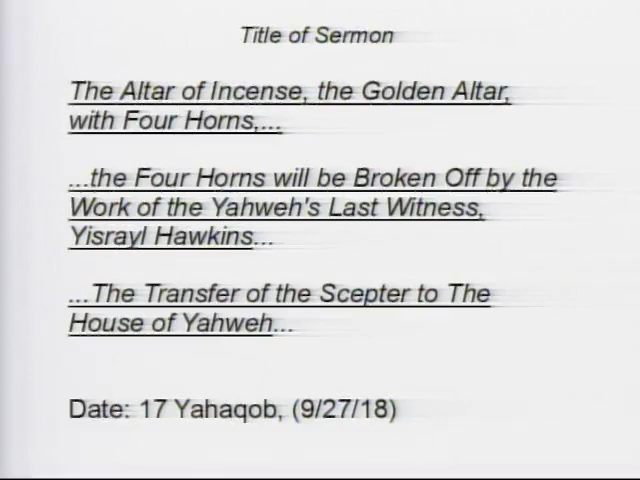 Title of Sermon
The Altar of Incense, the Golden Altar,
with Four Horns,...
...the Four Horns will be Broken Off by the
Work of the Yahweh's Last Witness,
Yisrayl Hawkins...
...The Transfer of the Scepter to The
House of Yahweh...
Date: 17 Yahaqob, (9/27/18)